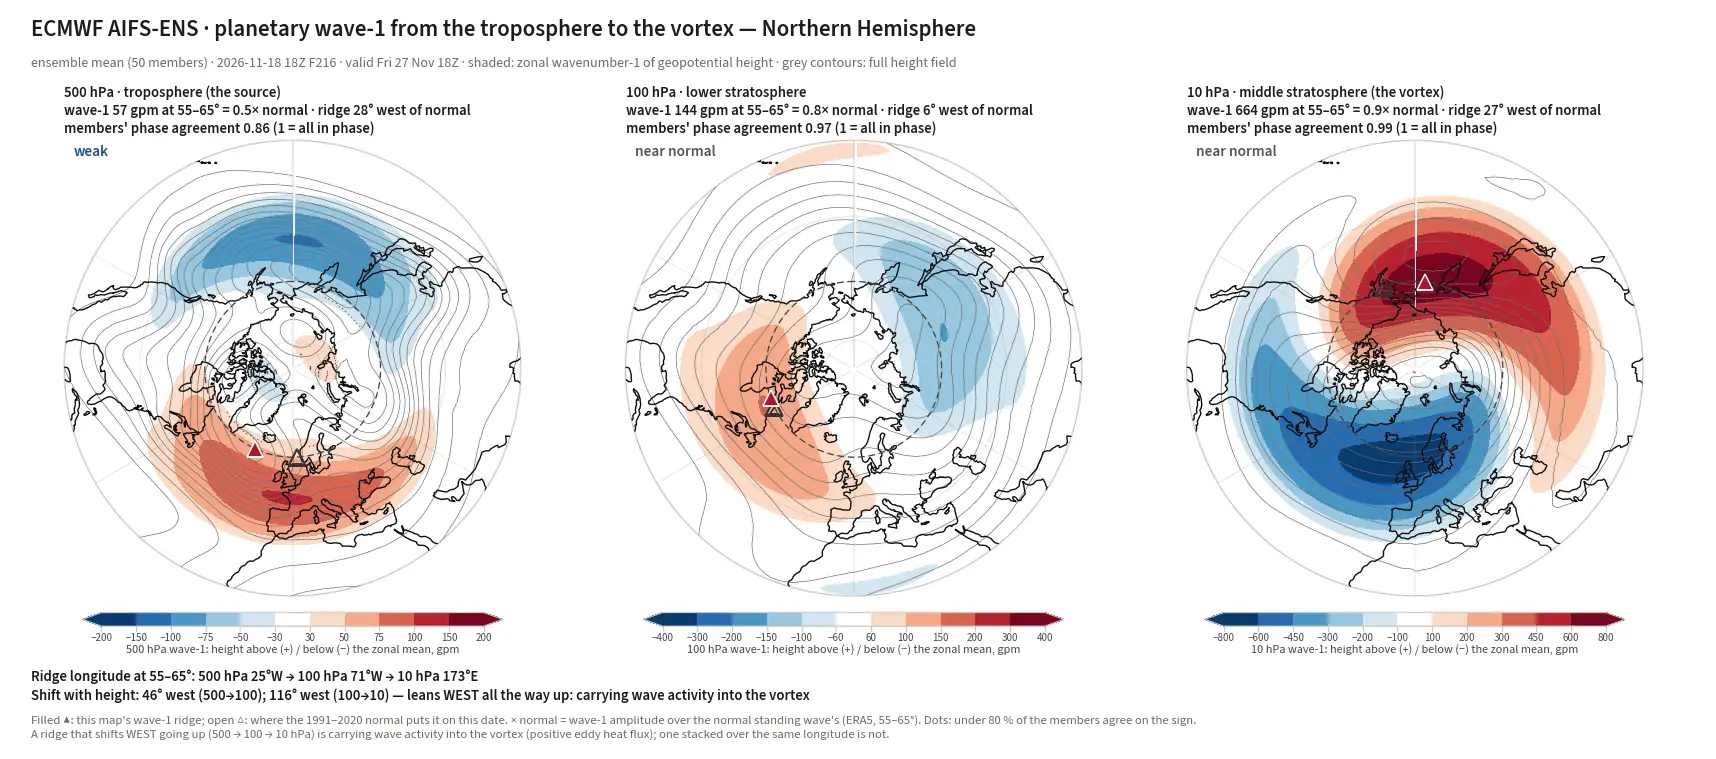 ECMWF AIFS-ENS · planetary wave-1 from the troposphere to the vortex — Northern Hemisphere
ensemble mean (50 members) · 2026-11-18 18Z F216 · valid Fri 27 Nov 18Z · shaded: zonal wavenumber-1 of geopotential height · grey contours: full height field
500 hPa · troposphere (the source)
wave-1 57 gpm at 55–65° = 0.5× normal · ridge 28° west of normal
members' phase agreement 0.86 (1 = all in phase)
weak
100 hPa · lower stratosphere
wave-1 144 gpm at 55–65° = 0.8× normal · ridge 6° west of normal
members' phase agreement 0.97 (1 = all in phase)
near normal
10 hPa · middle stratosphere (the vortex)
wave-1 664 gpm at 55–65° = 0.9× normal · ridge 27° west of normal
members' phase agreement 0.99 (1 = all in phase)
near normal
−200 −150 −100 −75 −50 −30 30 50 75 100 150 200
500 hPa wave-1: height above (+) / below (−) the zonal mean, gpm
−400 −300 −200 −150 −100 −60 60 100 150 200 300 400
100 hPa wave-1: height above (+) / below (−) the zonal mean, gpm
−800 −600 −450 −300 −200 −100 100 200 300 450 600 800
10 hPa wave-1: height above (+) / below (−) the zonal mean, gpm
Ridge longitude at 55–65°: 500 hPa 25°W → 100 hPa 71°W → 10 hPa 173°E
Shift with height: 46° west (500→100); 116° west (100→10) — leans WEST all the way up: carrying wave activity into the vortex
Filled ▲: this map's wave-1 ridge; open △: where the 1991–2020 normal puts it on this date. × normal = wave-1 amplitude over the normal standing wave's (ERA5, 55–65°). Dots: under 80 % of the members agree on the sign.
A ridge that shifts WEST going up (500 → 100 → 10 hPa) is carrying wave activity into the vortex (positive eddy heat flux); one stacked over the same longitude is not.